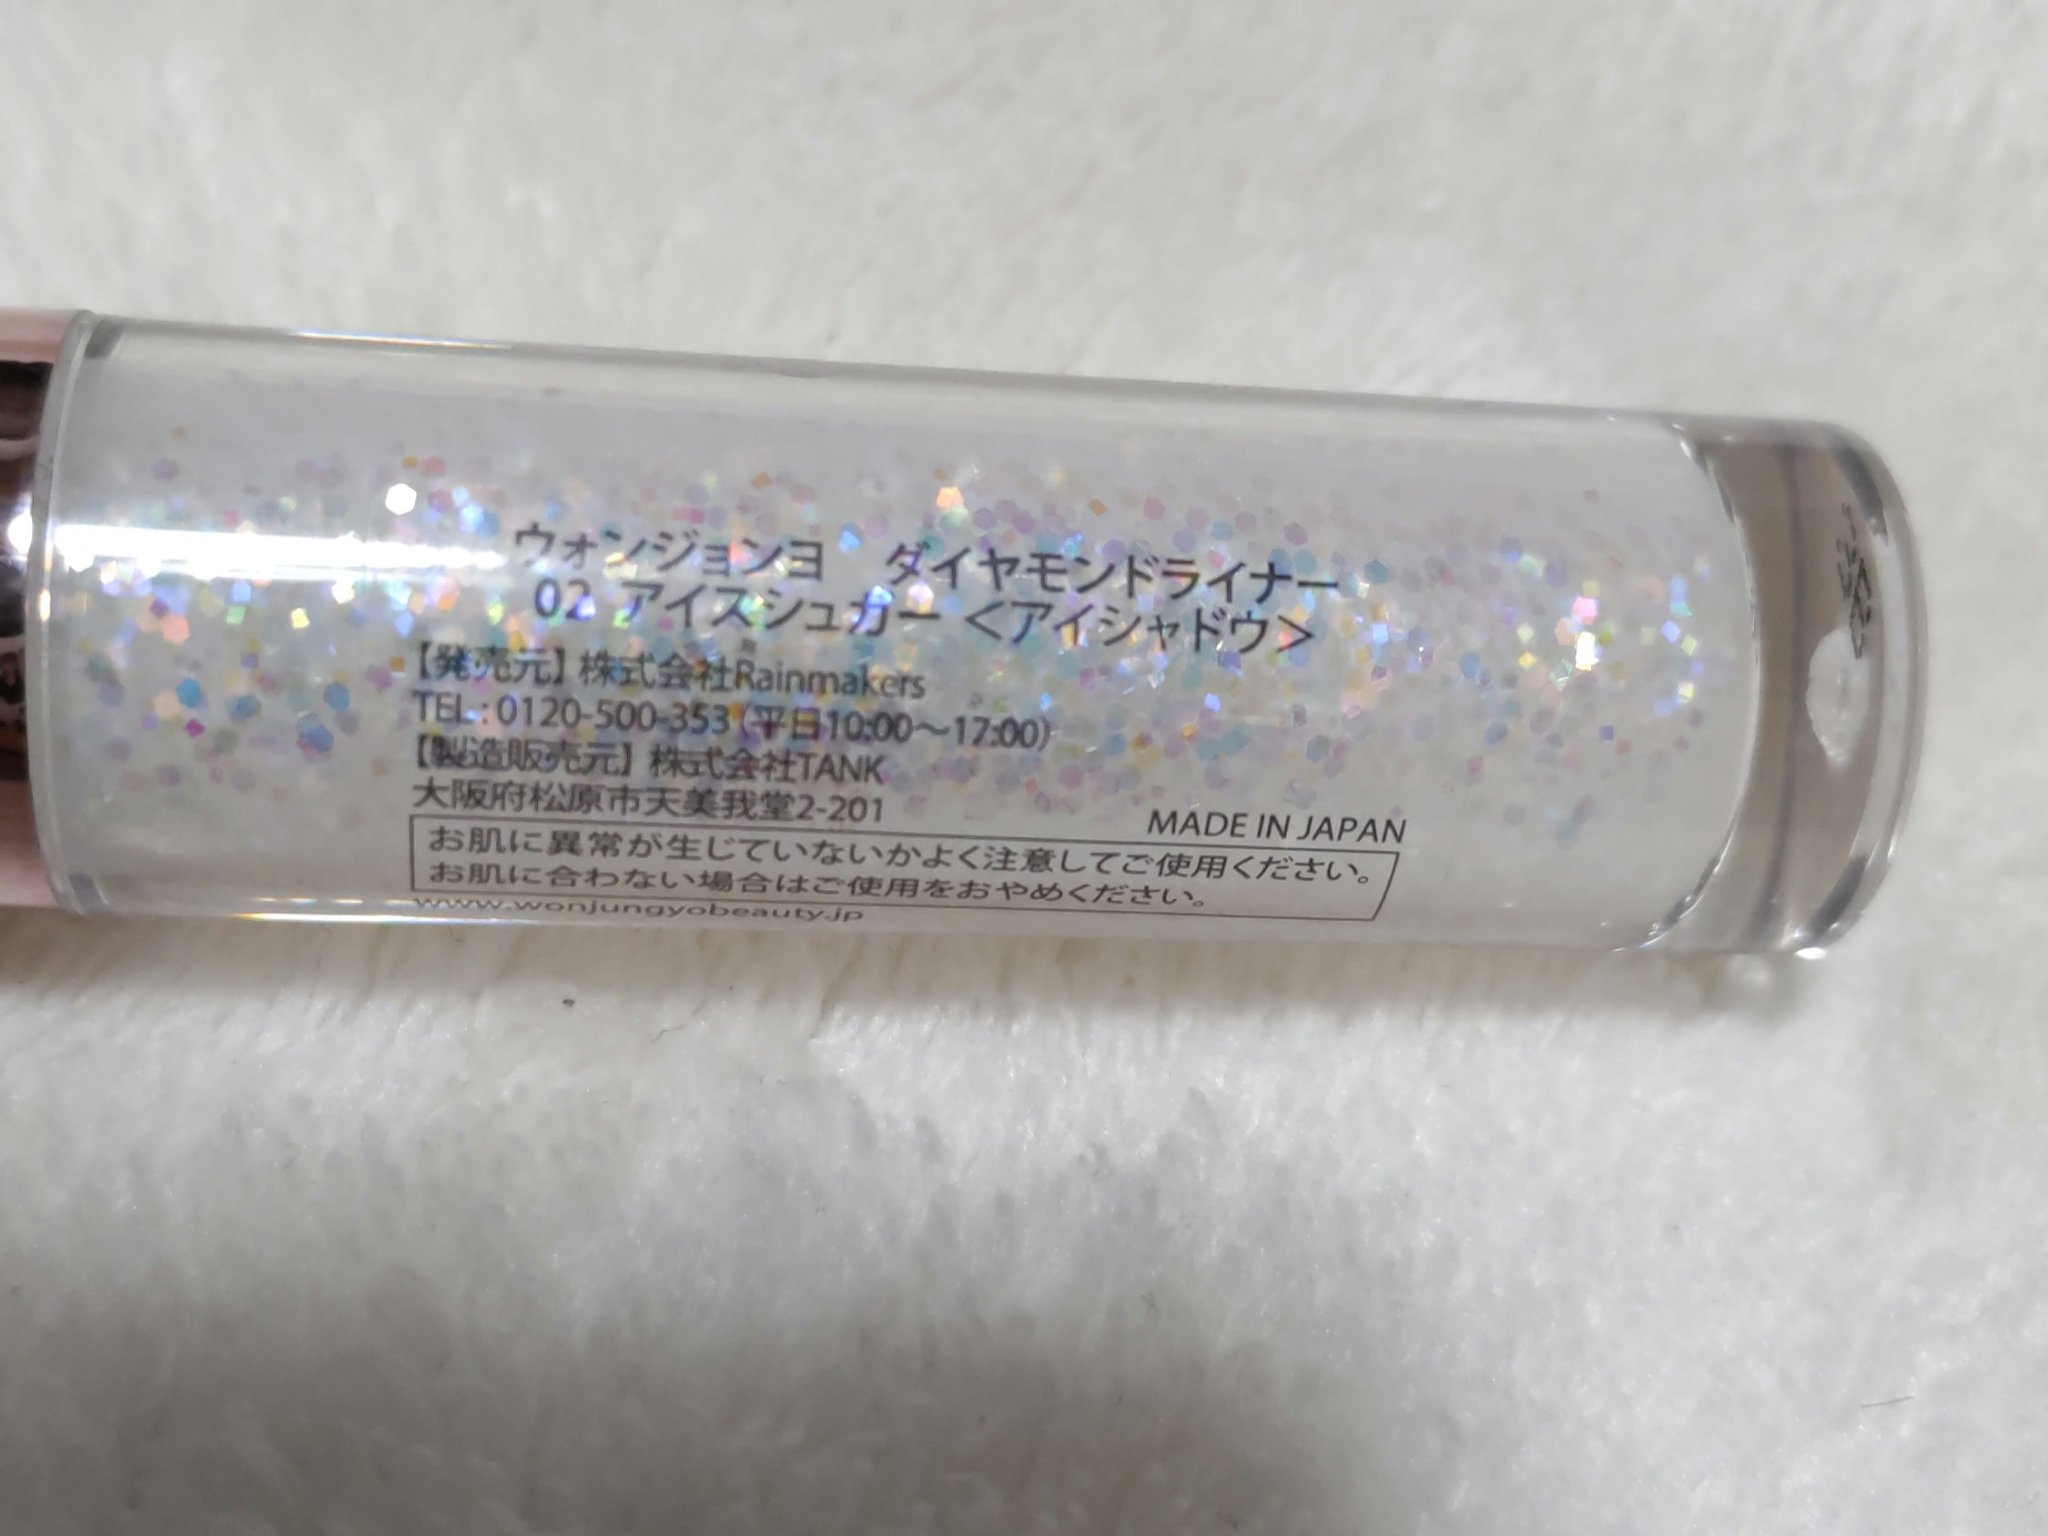 ウォンジョンヨ ダイヤモンドライナー
02 アイスシュガー <アイシャドウ>
【発売元】株式会社Rainmakers
TEL : 0120-500-353 (平日10:00～17:00)
【製造販売元】株式会社TANK
大阪府松原市天美我堂2-201
MADE IN JAPAN
お肌に異常が生じていないかよく注意してご使用ください。
お肌に合わない場合はご使用をおやめください。
www.wonjungyobeauty.jp